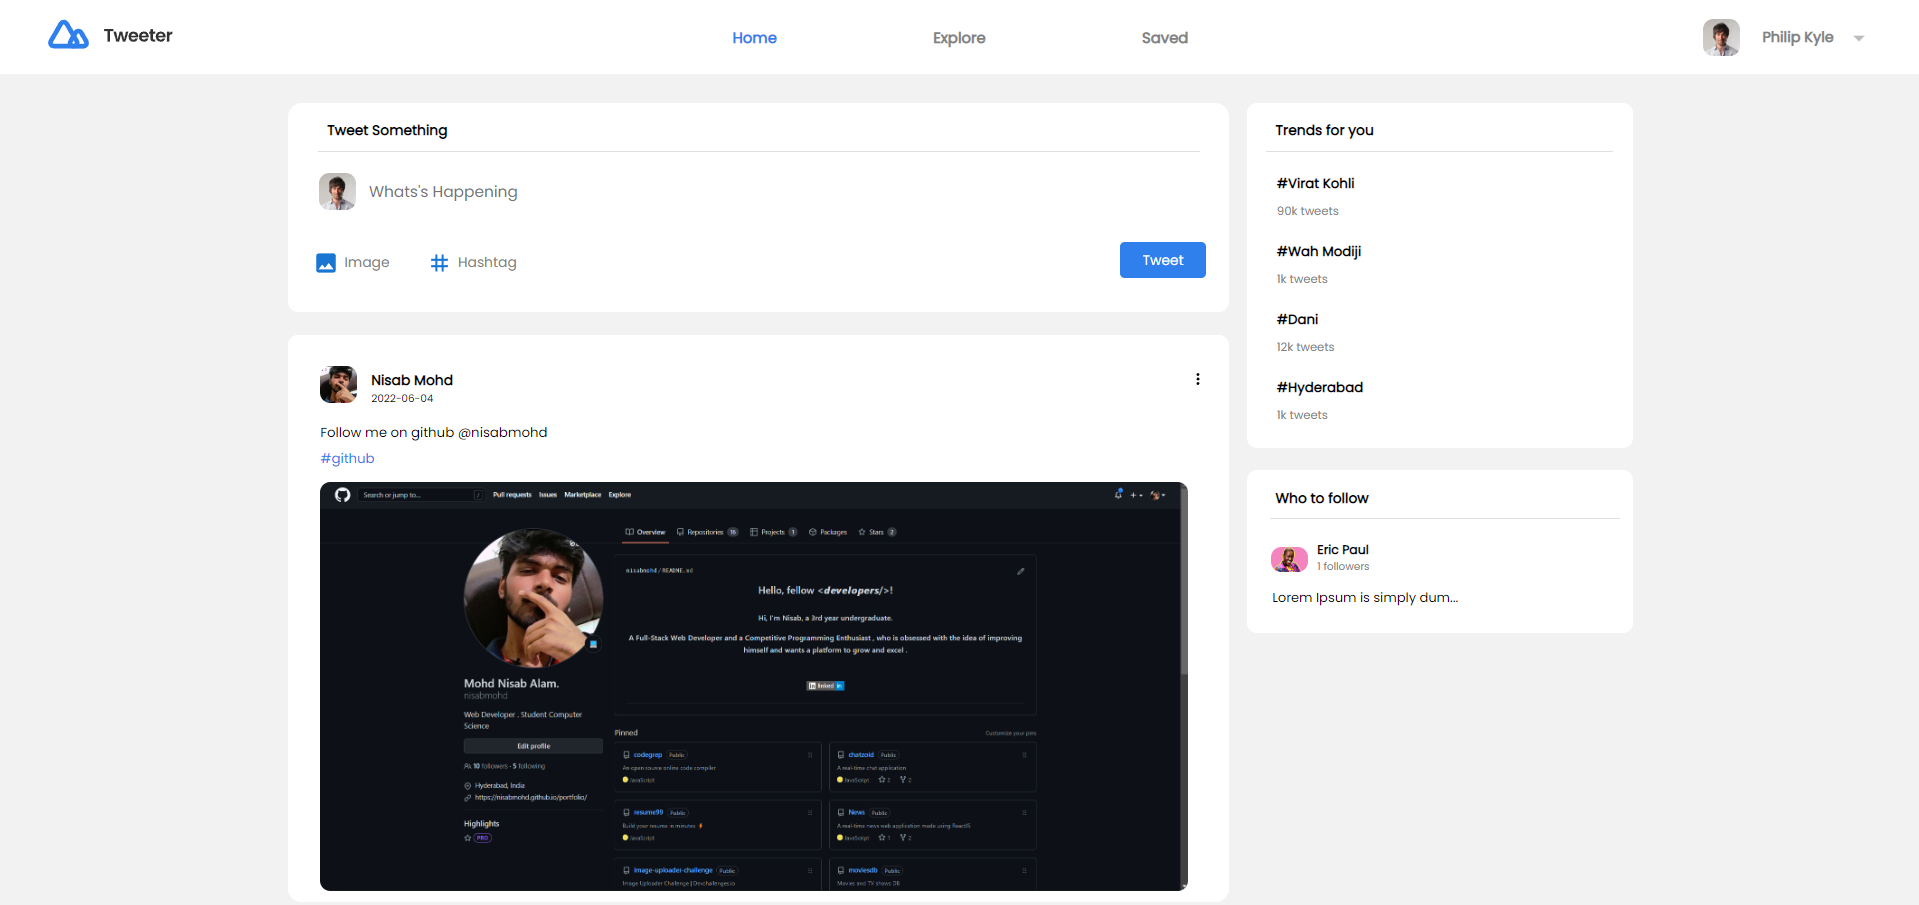 Tweeter
Home
Explore
Saved
Philip Kyle
Tweet Something
Whats's Happening
Image
Hashtag
Tweet
Nisab Mohd
2022-06-04
Follow me on github @nisabmohd
#github
Search or jump to...
/
Pull requests Issues Marketplace Explore
Overview
Repositories 15
Projects 1
Packages
Stars 2
nisabmohd / README.md
Hello, fellow <developers/>!
Hi, I'm Nisab, a 3rd year undergraduate.
A Full-Stack Web Developer and a Competitive Programming Enthusiast , who is obsessed with the idea of improving
himself and wants a platform to grow and excel .
linked in
Mohd Nisab Alam.
nisabmohd
Web Developer . Student Computer
Science
Edit profile
10 followers · 5 following
Hyderabad, India
https://nisabmohd.github.io/portfolio/
Highlights
PRO
Pinned
Customize your pins
codegrep Public
An open source online code compiler
JavaScript
chatzoid Public
A real-time chat application
JavaScript 2 2
resume99 Public
Build your resume in minutes
JavaScript
News Public
A real-time news web application made using ReactJS
JavaScript 1 2
image-uploader-challenge Public
Image Uploader Challenge | Devchallenges.io
moviesdb Public
Movies and TV shows DB
Trends for you
#Virat Kohli
90k tweets
#Wah Modiji
1k tweets
#Dani
12k tweets
#Hyderabad
1k tweets
Who to follow
Eric Paul
1 followers
Lorem Ipsum is simply dum...